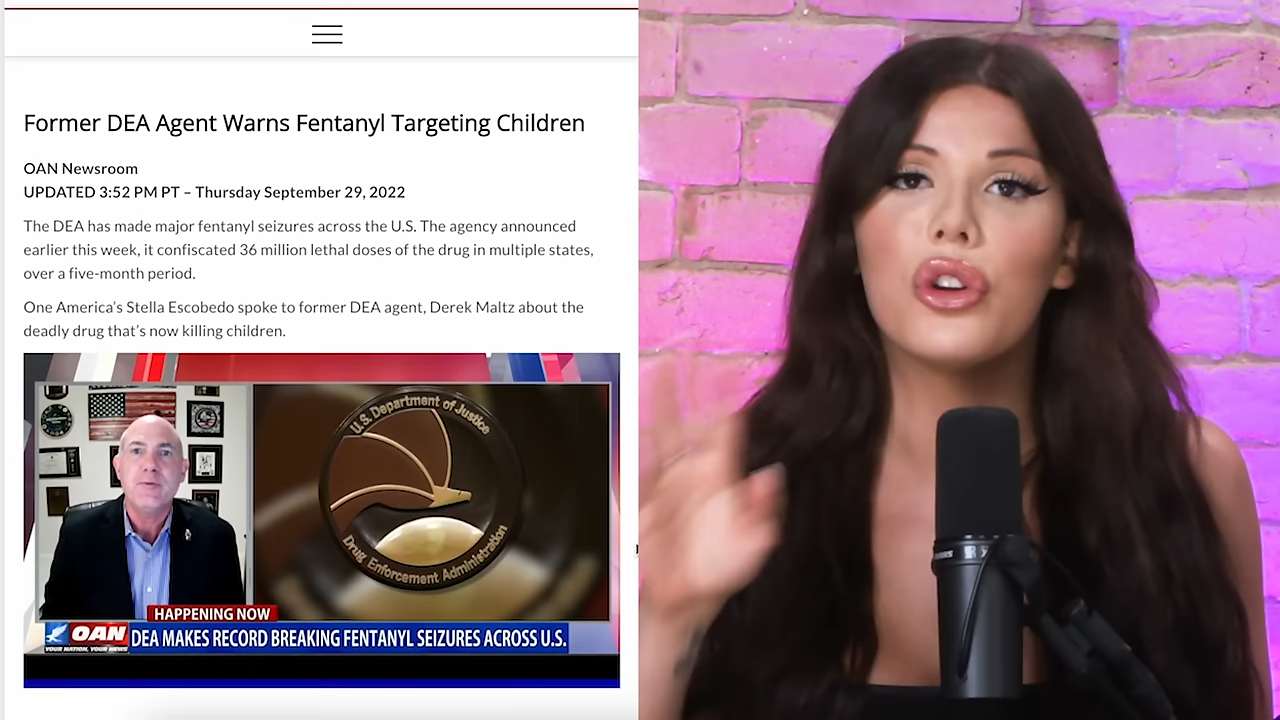 Former DEA Agent Warns Fentanyl Targeting Children
OAN Newsroom
UPDATED 3:52 PM PT – Thursday September 29, 2022
The DEA has made major fentanyl seizures across the U.S. The agency announced
earlier this week, it confiscated 36 million lethal doses of the drug in multiple states,
over a five-month period.
One America’s Stella Escobedo spoke to former DEA agent, Derek Maltz about the
deadly drug that’s now killing children.
U.S. Department of Justice
Drug Enforcement Administration
HAPPENING NOW
OAN
YOUR NATION, YOUR NEWS
DEA MAKES RECORD BREAKING FENTANYL SEIZURES ACROSS U.S.